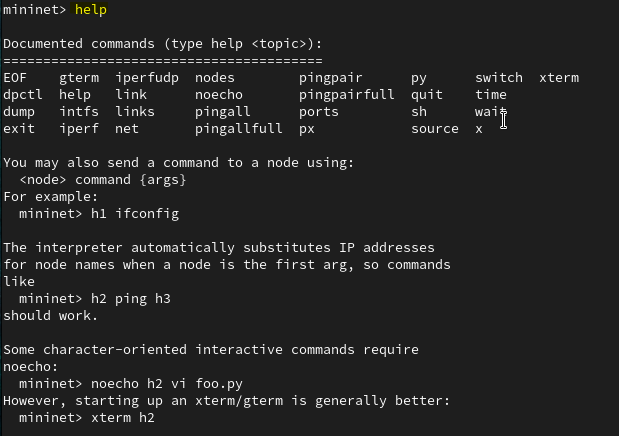 mininet> help

Documented commands (type help <topic>):
========================================
EOF    gterm  iperfudp  nodes        pingpair      py      switch  xterm
dpctl  help   link      noecho       pingpairfull  quit    time
dump   intfs  links     pingall      ports         sh      wait
exit   iperf  net       pingallfull  px            source  x

You may also send a command to a node using:
  <node> command {args}
For example:
  mininet> h1 ifconfig

The interpreter automatically substitutes IP addresses
for node names when a node is the first arg, so commands
like
  mininet> h2 ping h3
should work.

Some character-oriented interactive commands require
noecho:
  mininet> noecho h2 vi foo.py
However, starting up an xterm/gterm is generally better:
  mininet> xterm h2